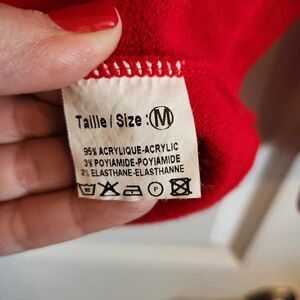 Taille / Size : M
95% ACRYLIQUE-ACRYLIC
3% POYIAMIDE-POYIAMIDE
2% ELASTHANE-ELASTHANNE
P